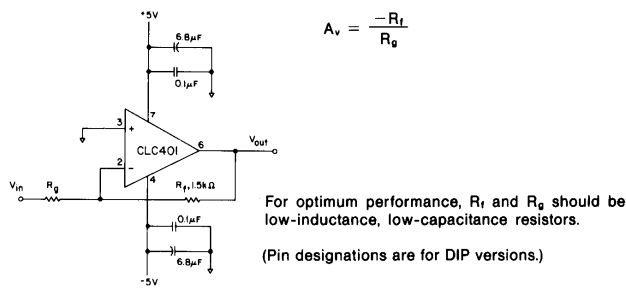 +5V
6.8μF
0.1μF
A_v = -R_f / R_g
7
3
+
CLC401
6
V_out
2
-
4
V_in
R_g
R_f, 1.5kΩ
0.1μF
6.8μF
-5V
For optimum performance, R_f and R_g should be
low-inductance, low-capacitance resistors.
(Pin designations are for DIP versions.)